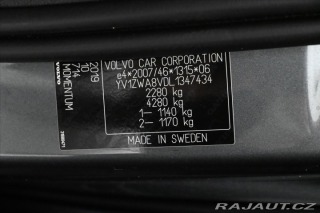 VOLVO CAR CORPORATION
e4*2007/46*1315*06
YV1ZWA8VDL1347434
2280 kg
4280 kg
1— 1140 kg
2— 1170 kg
MADE IN SWEDEN
2019
10
714
MOMENTUM
VOLVO
RAJAUT.CZ